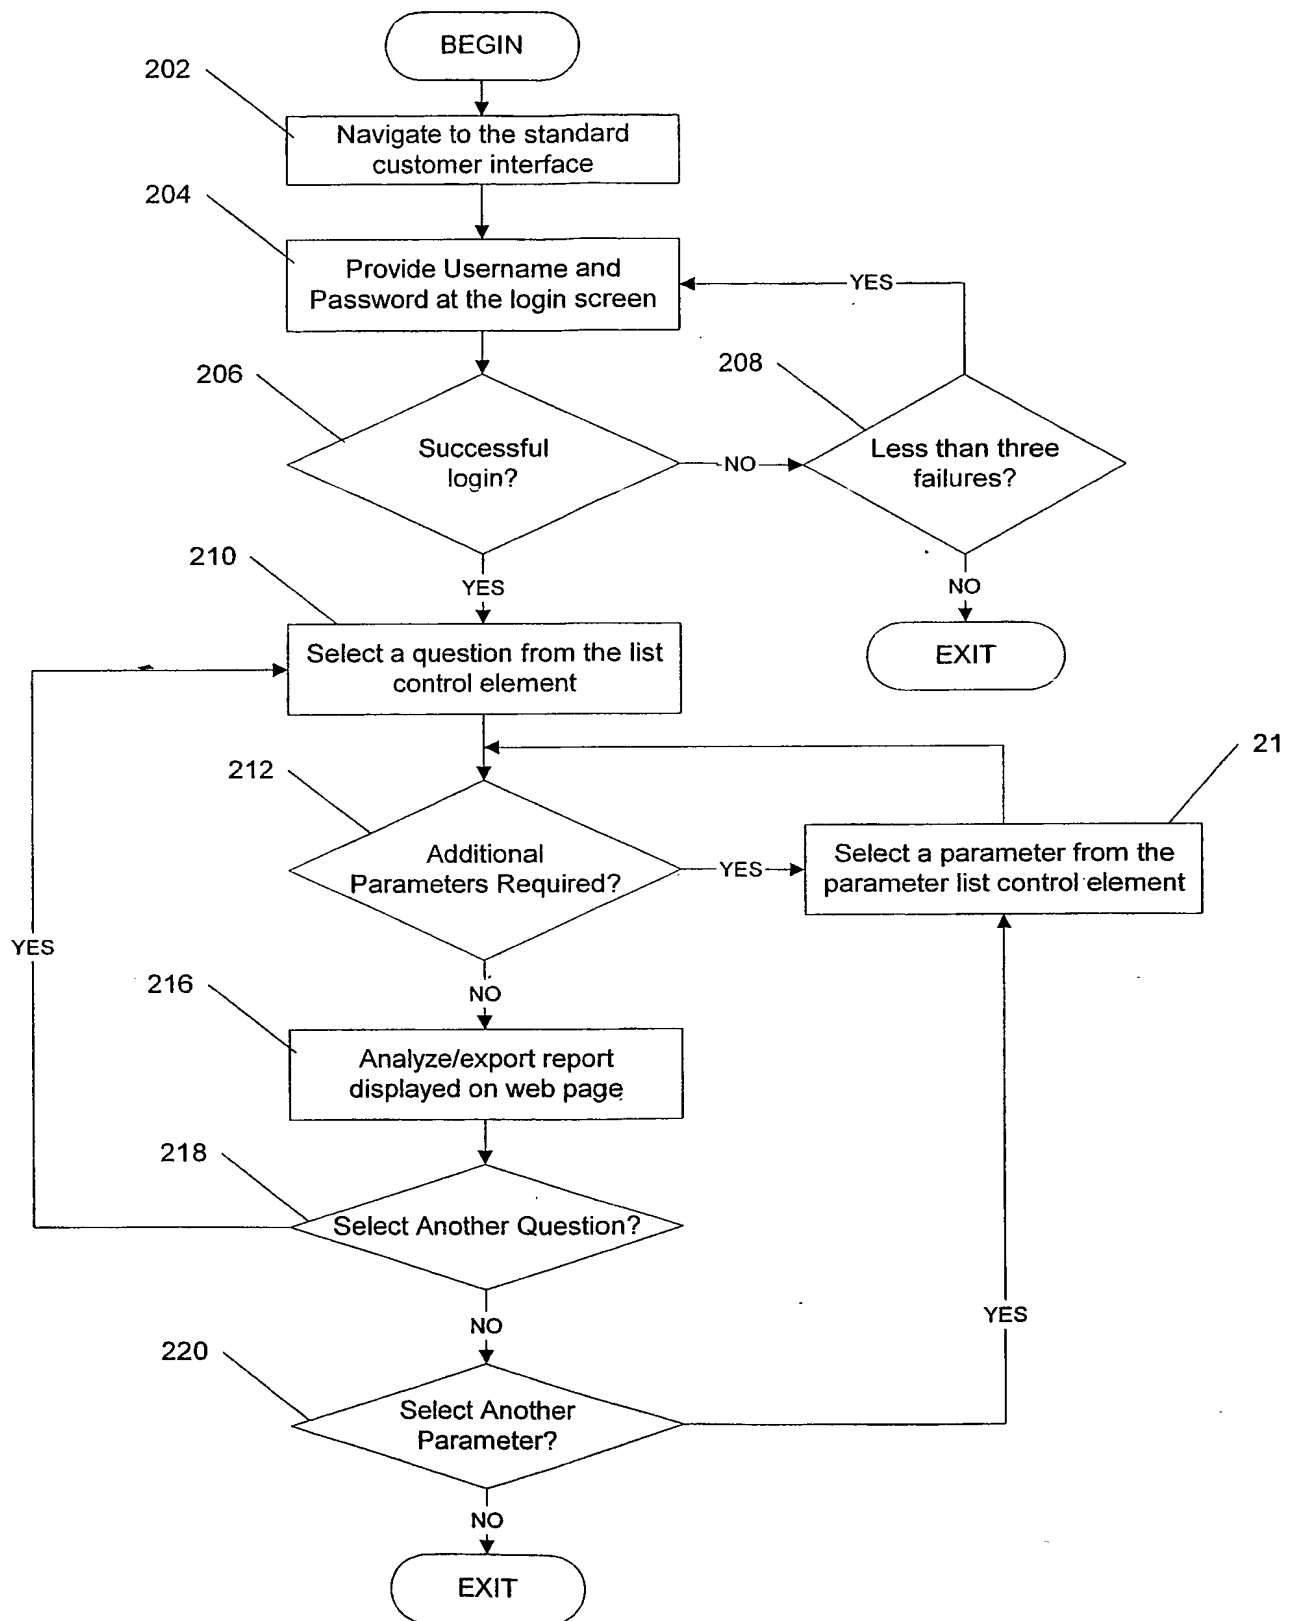 BEGIN
202
Navigate to the standard
customer interface
204
Provide Username and
Password at the login screen
YES
206
Successful
login?
NO
208
Less than three
failures?
210
YES
NO
EXIT
Select a question from the list
control element
212
Additional
Parameters Required?
YES
21
Select a parameter from the
parameter list control element
YES
216
NO
Analyze/export report
displayed on web page
218
Select Another Question?
NO
YES
220
Select Another
Parameter?
NO
EXIT